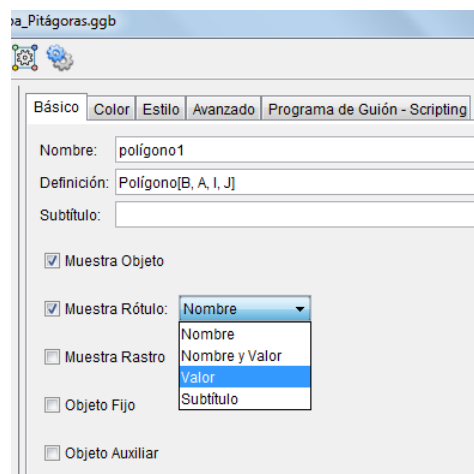 a_Pitágoras.ggb
Básico Color Estilo Avanzado Programa de Guión - Scripting
Nombre: polígono1
Definición: Polígono[B, A, I, J]
Subtítulo:
Muestra Objeto
Muestra Rótulo: Nombre
Nombre
Nombre y Valor
Muestra Rastro
Valor
Subtítulo
Objeto Fijo
Objeto Auxiliar